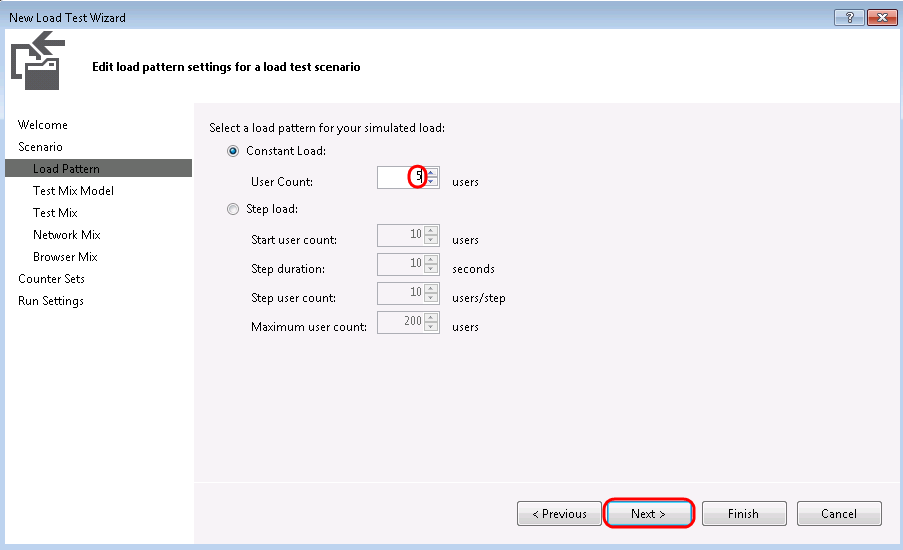 New Load Test Wizard
?
Edit load pattern settings for a load test scenario
Welcome
Scenario
Load Pattern
Test Mix Model
Test Mix
Network Mix
Browser Mix
Counter Sets
Run Settings
Select a load pattern for your simulated load:
Constant Load:
User Count: 5 users
Step load:
Start user count: 10 users
Step duration: 10 seconds
Step user count: 10 users/step
Maximum user count: 200 users
< Previous Next > Finish Cancel